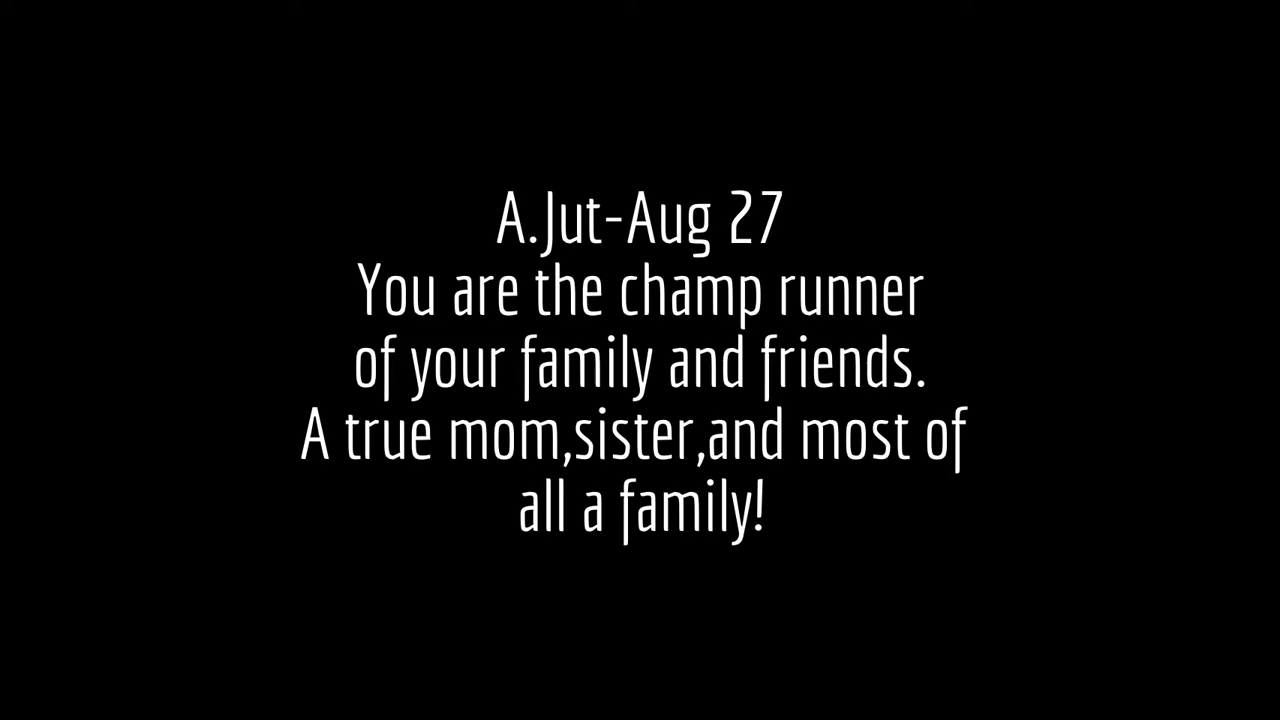 A.Jut-Aug 27
You are the champ runner
of your family and friends.
A true mom,sister,and most of
all a family!